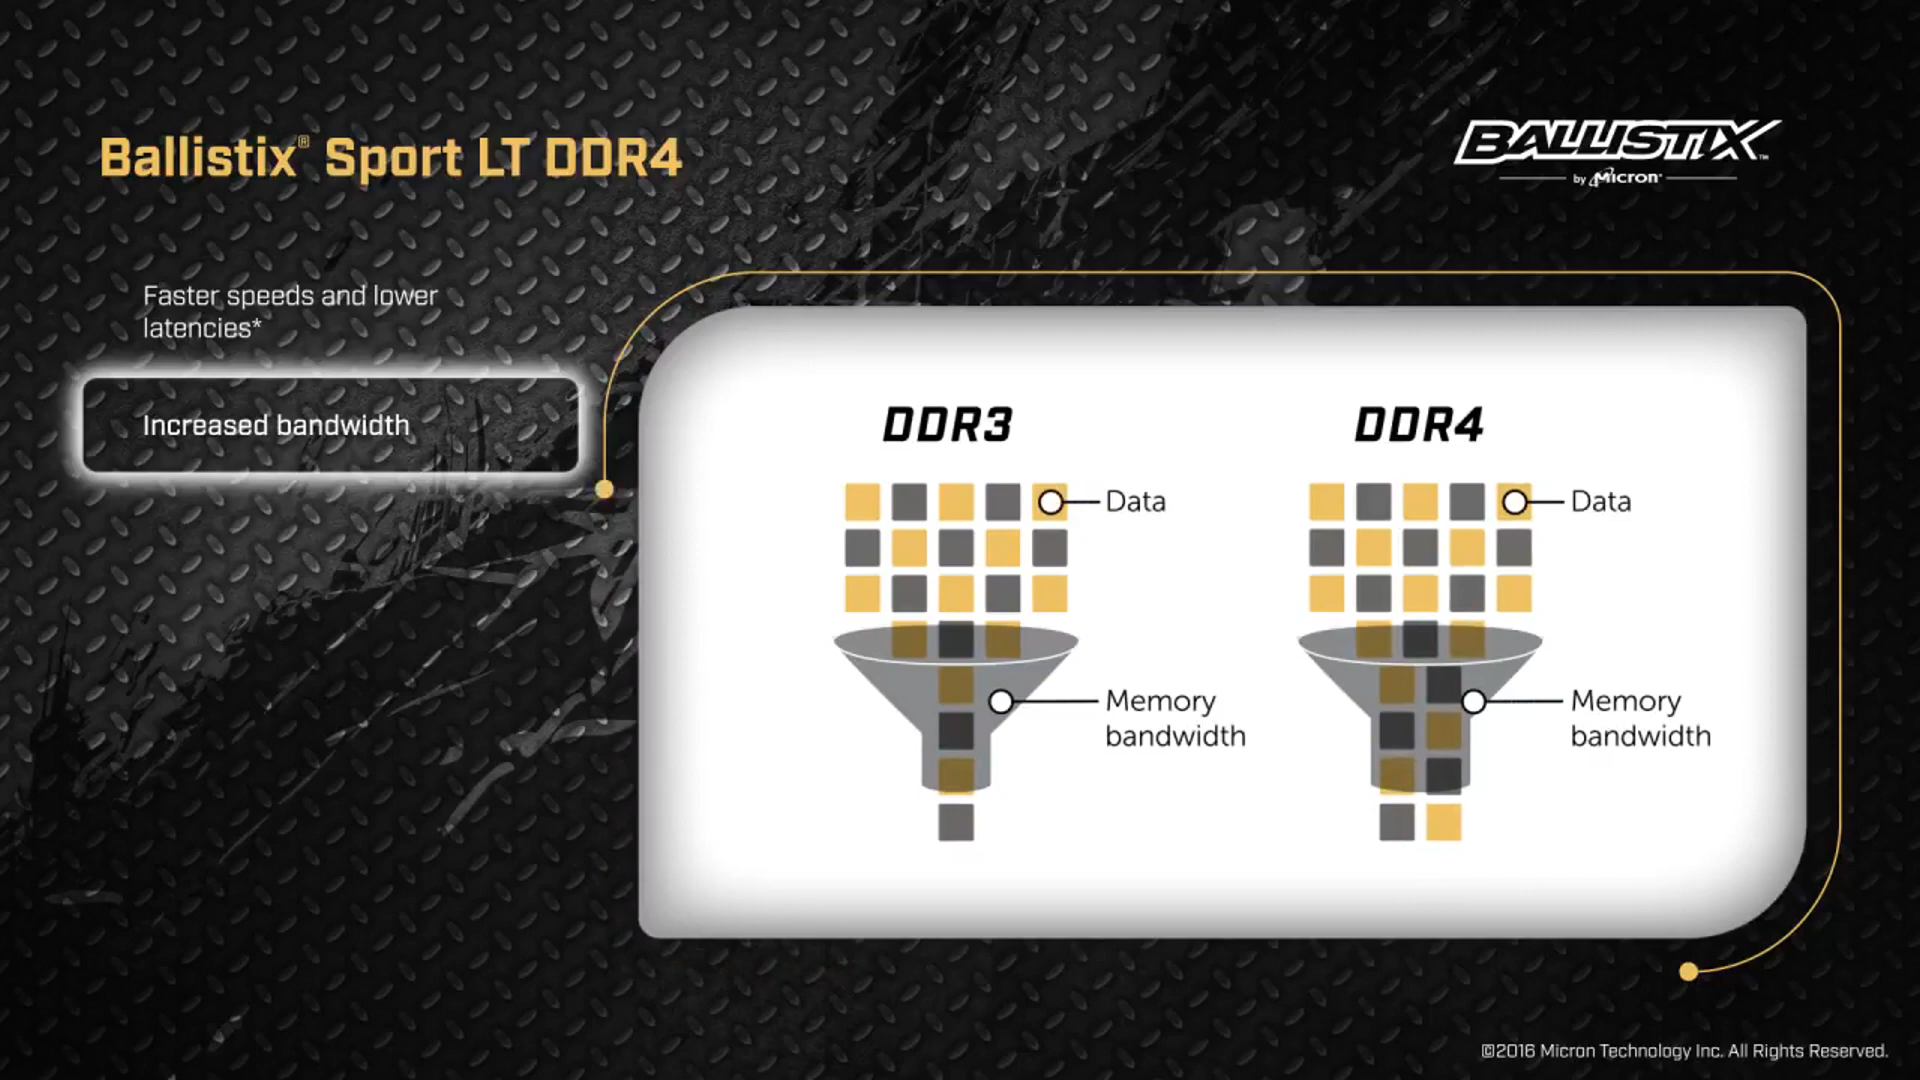 Ballistix® Sport LT DDR4
BALLISTIX™
by Micron®
Faster speeds and lower
latencies*
Increased bandwidth
DDR3
Data
Memory
bandwidth
DDR4
Data
Memory
bandwidth
©2016 Micron Technology Inc. All Rights Reserved.